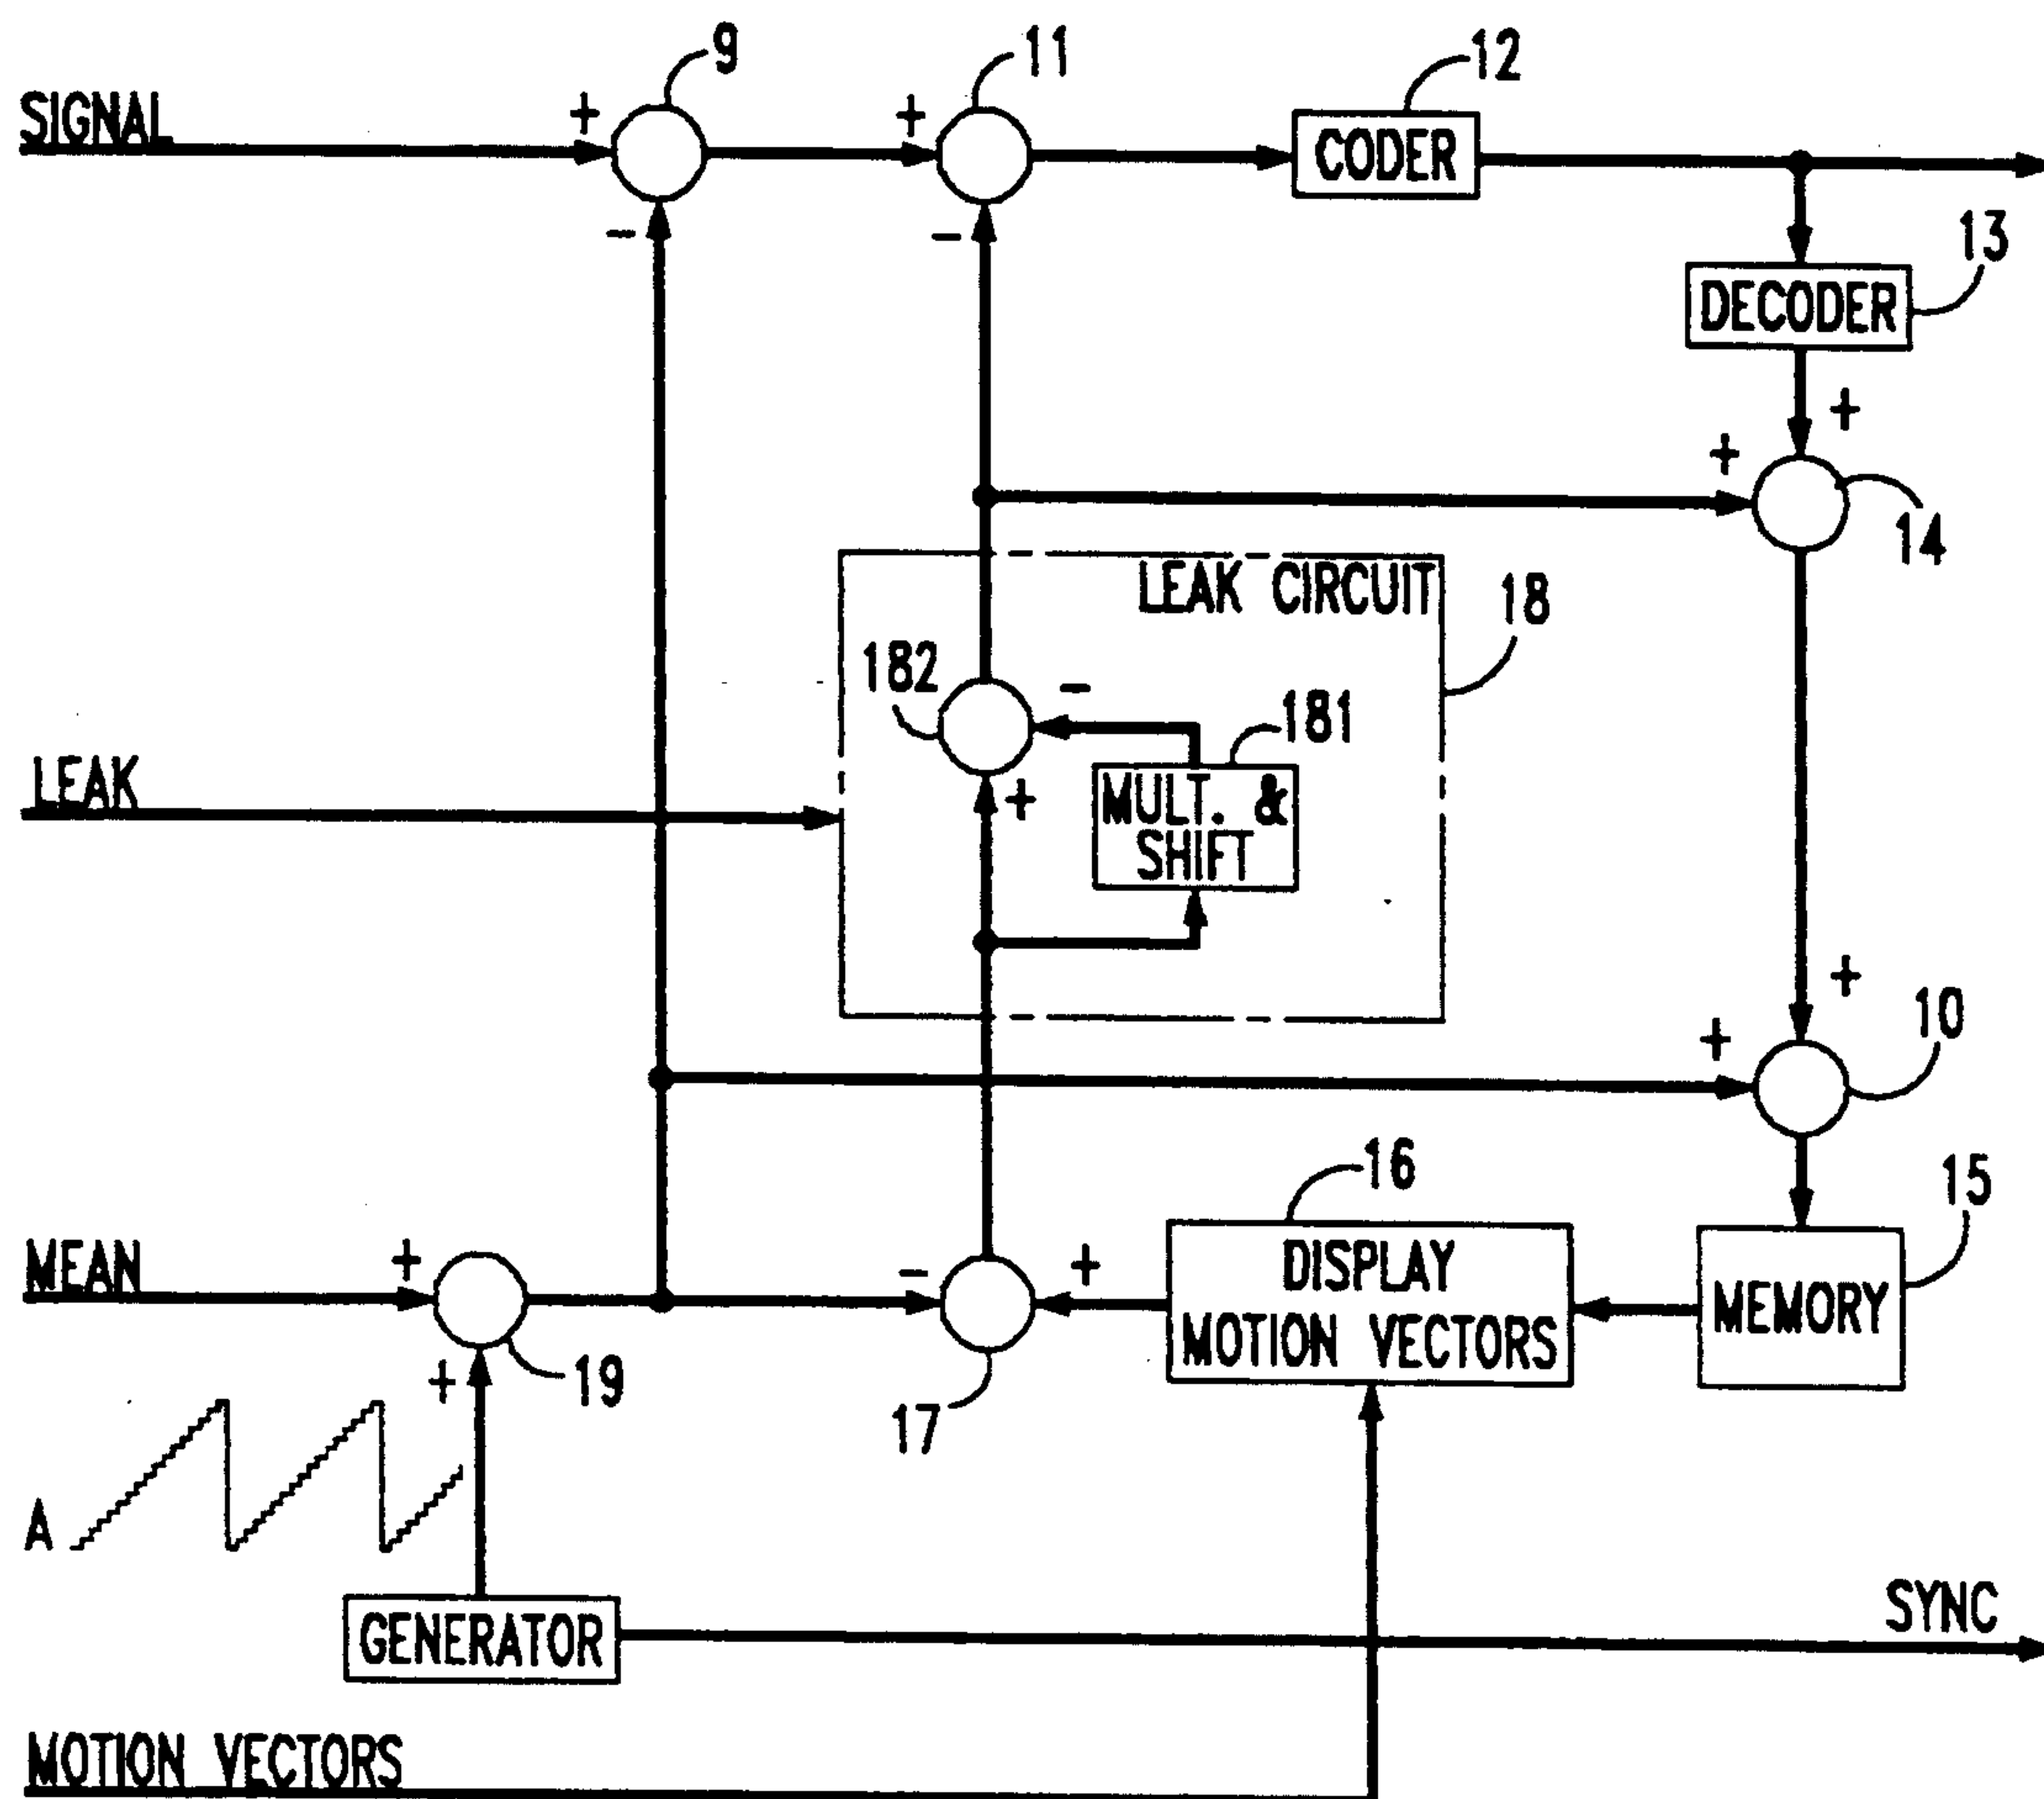 9
11
12
SIGNAL
+
+
CODER
-
-
13
DECODER
+
+
14
LEAK CIRCUIT
18
182
-
181
LEAK
+
MULT. &
SHIFT
+
10
+
16
15
MEAN
+
-
+
DISPLAY
MOTION VECTORS
MEMORY
+
19
17
A
GENERATOR
SYNC
MOTION VECTORS